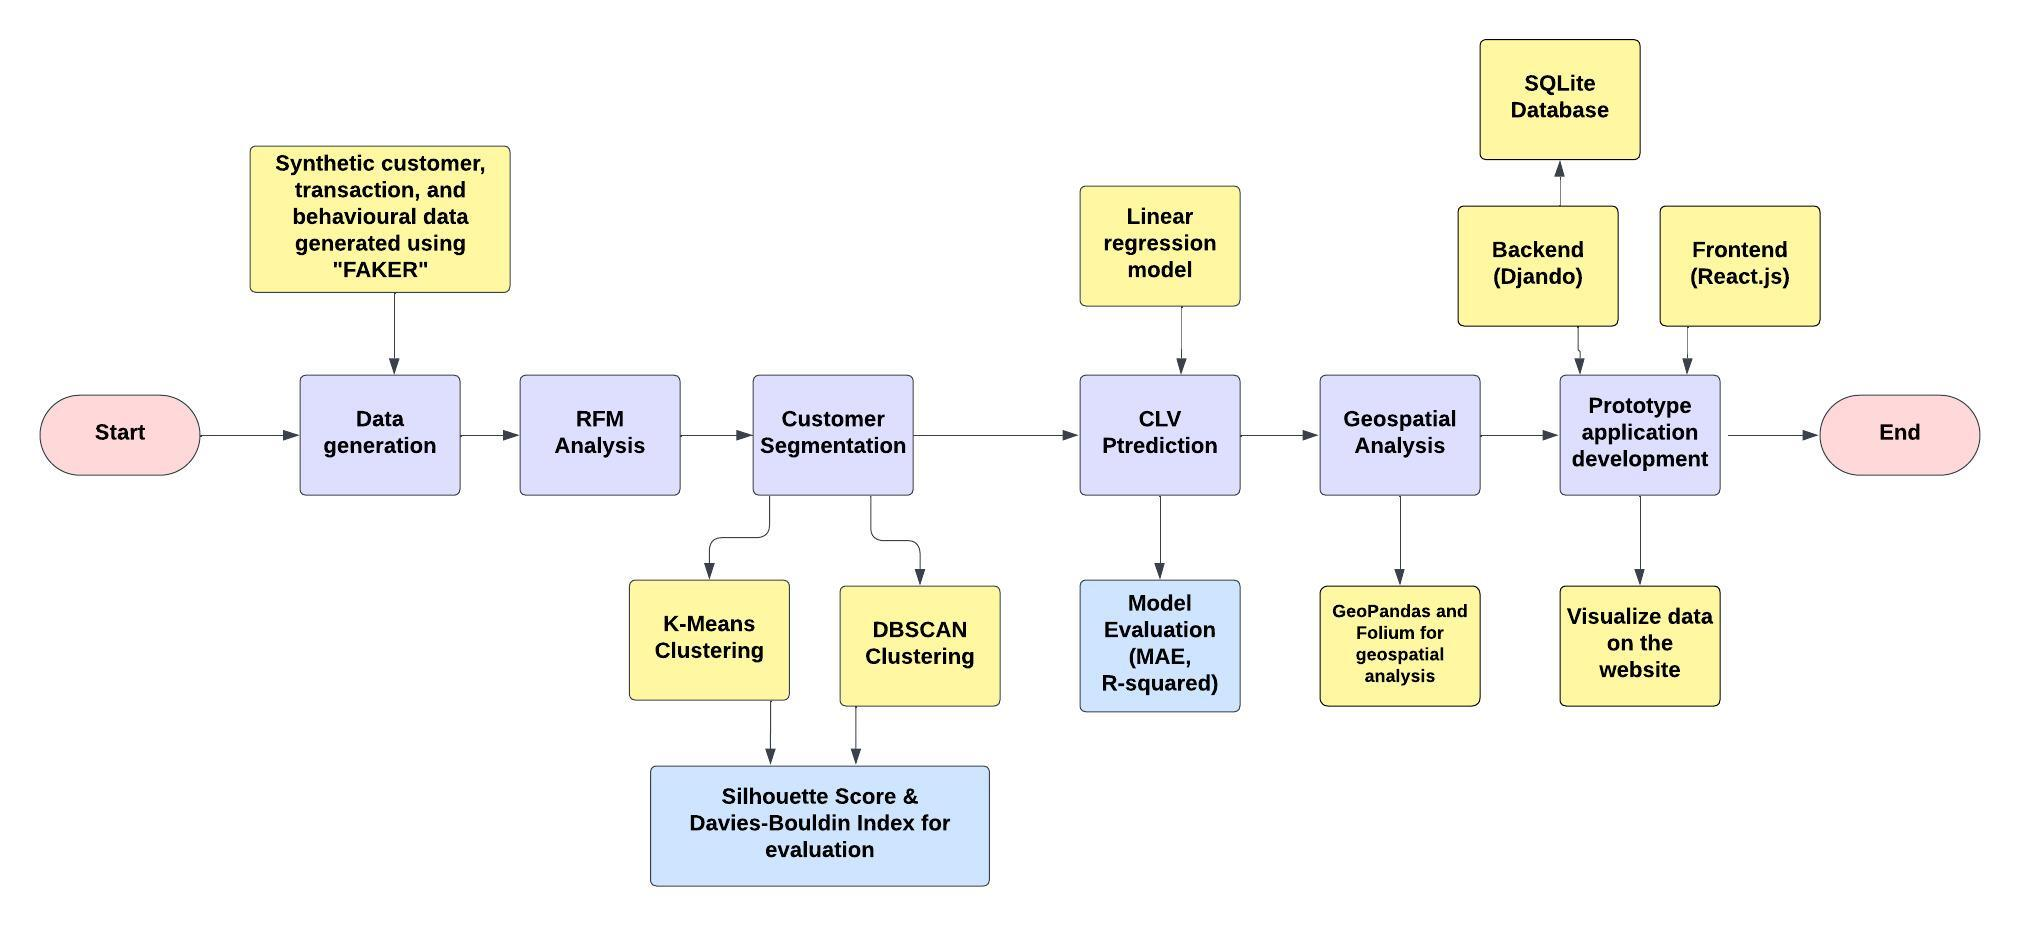 SQLite
Database
Synthetic customer,
transaction, and
behavioural data
generated using
"FAKER"
Linear
regression
model
Backend
(Djando)
Frontend
(React.js)
Start
Data
generation
RFM
Analysis
Customer
Segmentation
CLV
Ptrediction
Geospatial
Analysis
Prototype
application
development
End
K-Means
Clustering
DBSCAN
Clustering
Model
Evaluation
(MAE,
R-squared)
GeoPandas and
Folium for
geospatial
analysis
Visualize data
on the
website
Silhouette Score &
Davies-Bouldin Index for
evaluation